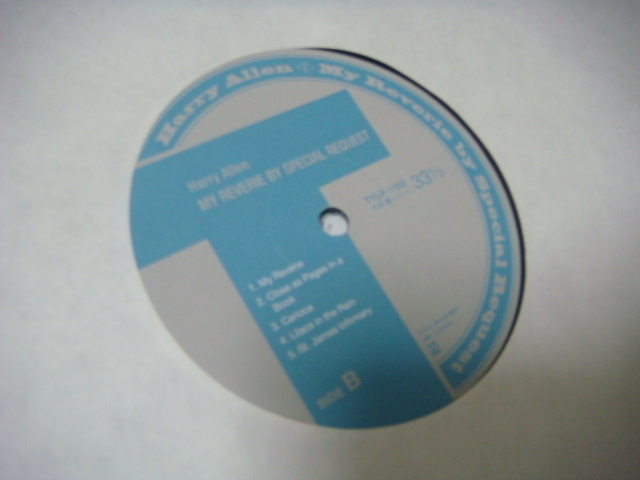 Harry Allen My Reverie by Special Request
Harry Allen
MY REVERIE BY SPECIAL REQUEST
33⅓
1. My Reverie
2. Close as Pages in a
Book
3. Carioca
4. Lilacs in the Rain
5. St. James Infirmary
SIDE B